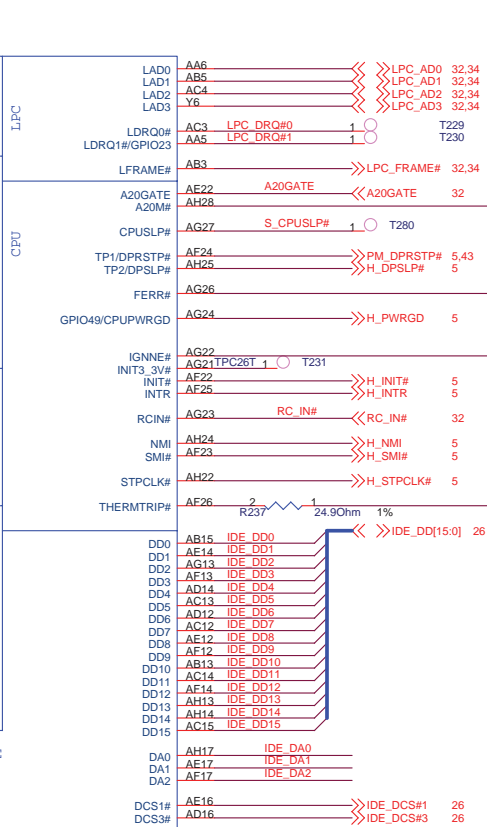 LPC
LAD0 AA6 LPC_AD0 32,34
LAD1 AB5 LPC_AD1 32,34
LAD2 AC4 LPC_AD2 32,34
LAD3 Y6 LPC_AD3 32,34
LDRQ0# AC3 LPC_DRQ#0 1 T229
LDRQ1#/GPIO23 AA5 LPC_DRQ#1 1 T230
LFRAME# AB3 LPC_FRAME# 32,34
CPU
A20GATE AE22 A20GATE A20GATE 32
A20M# AH28
CPUSLP# AG27 S_CPUSLP# 1 T280
TP1/DPRSTP# AF24 PM_DPRSTP# 5,43
TP2/DPSLP# AH25 H_DPSLP# 5
FERR# AG26
GPIO49/CPUPWRGD AG24 H_PWRGD 5
IGNNE# AG22
INIT3_3V# AG21 TPC26T 1 T231
INIT# AF22 H_INIT# 5
INTR AF25 H_INTR 5
RCIN# AG23 RC_IN# RC_IN# 32
NMI AH24 H_NMI 5
SMI# AF23 H_SMI# 5
STPCLK# AH22 H_STPCLK# 5
THERMTRIP# AF26 2 1
R237 24.9Ohm 1%
IDE_DD[15:0] 26
DD0 AB15 IDE_DD0
DD1 AE14 IDE_DD1
DD2 AG13 IDE_DD2
DD3 AF13 IDE_DD3
DD4 AD14 IDE_DD4
DD5 AC13 IDE_DD5
DD6 AD12 IDE_DD6
DD7 AC12 IDE_DD7
DD8 AE12 IDE_DD8
DD9 AF12 IDE_DD9
DD10 AB13 IDE_DD10
DD11 AC14 IDE_DD11
DD12 AF14 IDE_DD12
DD13 AH13 IDE_DD13
DD14 AH14 IDE_DD14
DD15 AC15 IDE_DD15
DA0 AH17 IDE_DA0
DA1 AE17 IDE_DA1
DA2 AF17 IDE_DA2
DCS1# AE16 IDE_DCS#1 26
DCS3# AD16 IDE_DCS#3 26